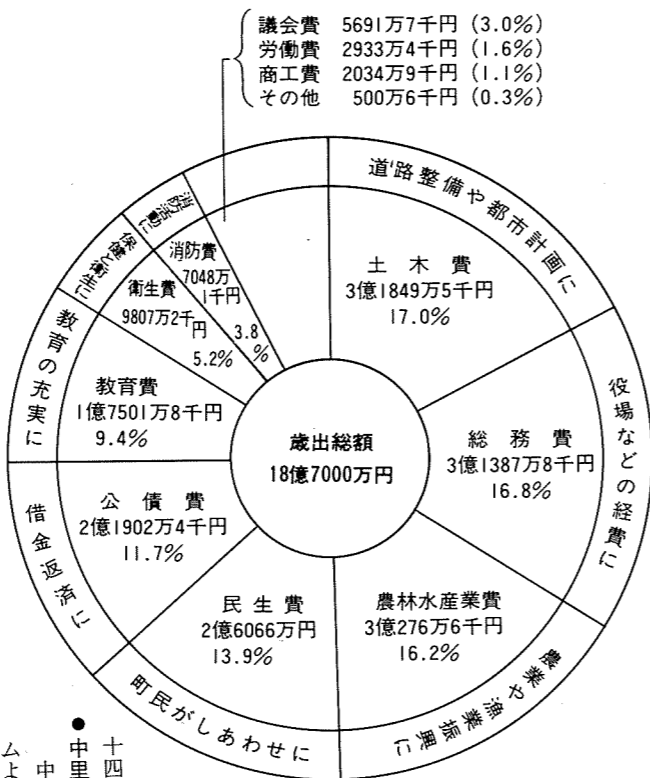 議会費 5691万7千円 (3.0%)
労働費 2933万4千円 (1.6%)
商工費 2034万9千円 (1.1%)
その他 500万6千円 (0.3%)
道路整備や都市計画に
土木費
3億1849万5千円
17.0%
役場などの経費に
総務費
3億1387万8千円
16.8%
農業や漁業振興に
農林水産業費
3億276万6千円
16.2%
町民がしあわせに
民生費
2億6066万円
13.9%
借金返済に
公債費
2億1902万4千円
11.7%
教育の充実に
教育費
1億7501万8千円
9.4%
保健と衛生に
衛生費
9807万2千円
5.2%
消防活動に
消防費
7048万
1千円
3.8
%
歳出総額
18億7000万円
十四
●中里
中
ムよ